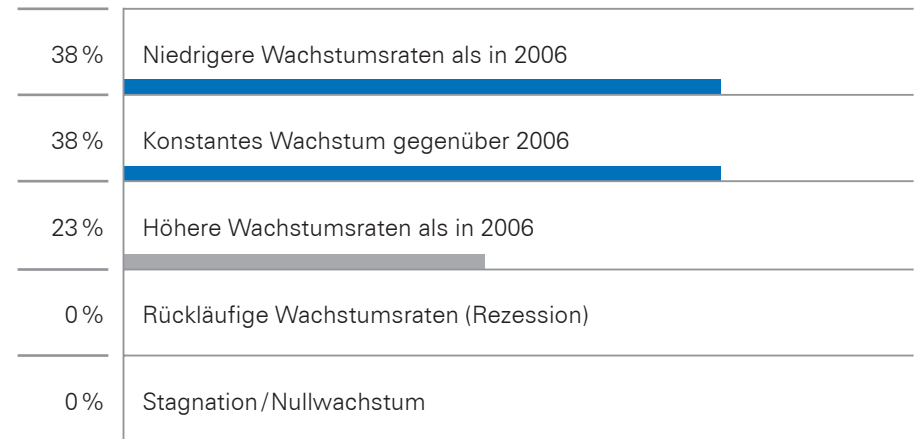 38 % Niedrigere Wachstumsraten als in 2006
38 % Konstantes Wachstum gegenüber 2006
23 % Höhere Wachstumsraten als in 2006
0 % Rückläufige Wachstumsraten (Rezession)
0 % Stagnation / Nullwachstum